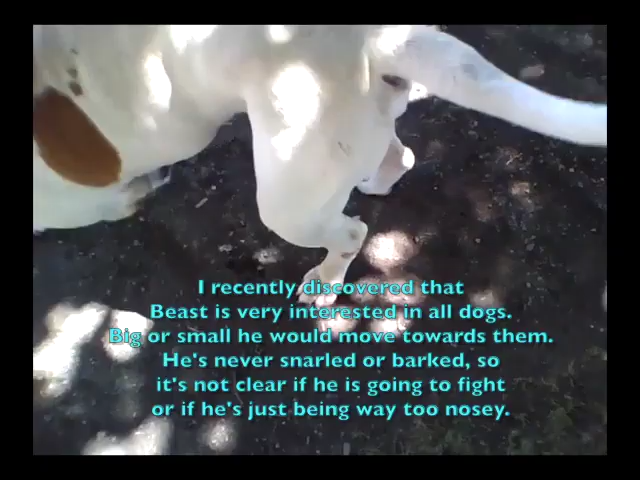 I recently discovered that
Beast is very interested in all dogs.
Big or small he would move towards them.
He's never snarled or barked, so
it's not clear if he is going to fight
or if he's just being way too nosey.